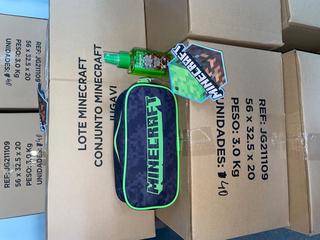 REF: JG211109
56 x 32.5 x 20
PESO: 3.0 Kg
UNIDADES: 40
LOTE MINECRAFT
CONJUNTO MINECRAFT
JUGAVI
MINECRAFT
MINECRAFT
REF: JG211109
56 x 32.5 x 20
PESO: 3.0 Kg
UNIDADES: 40